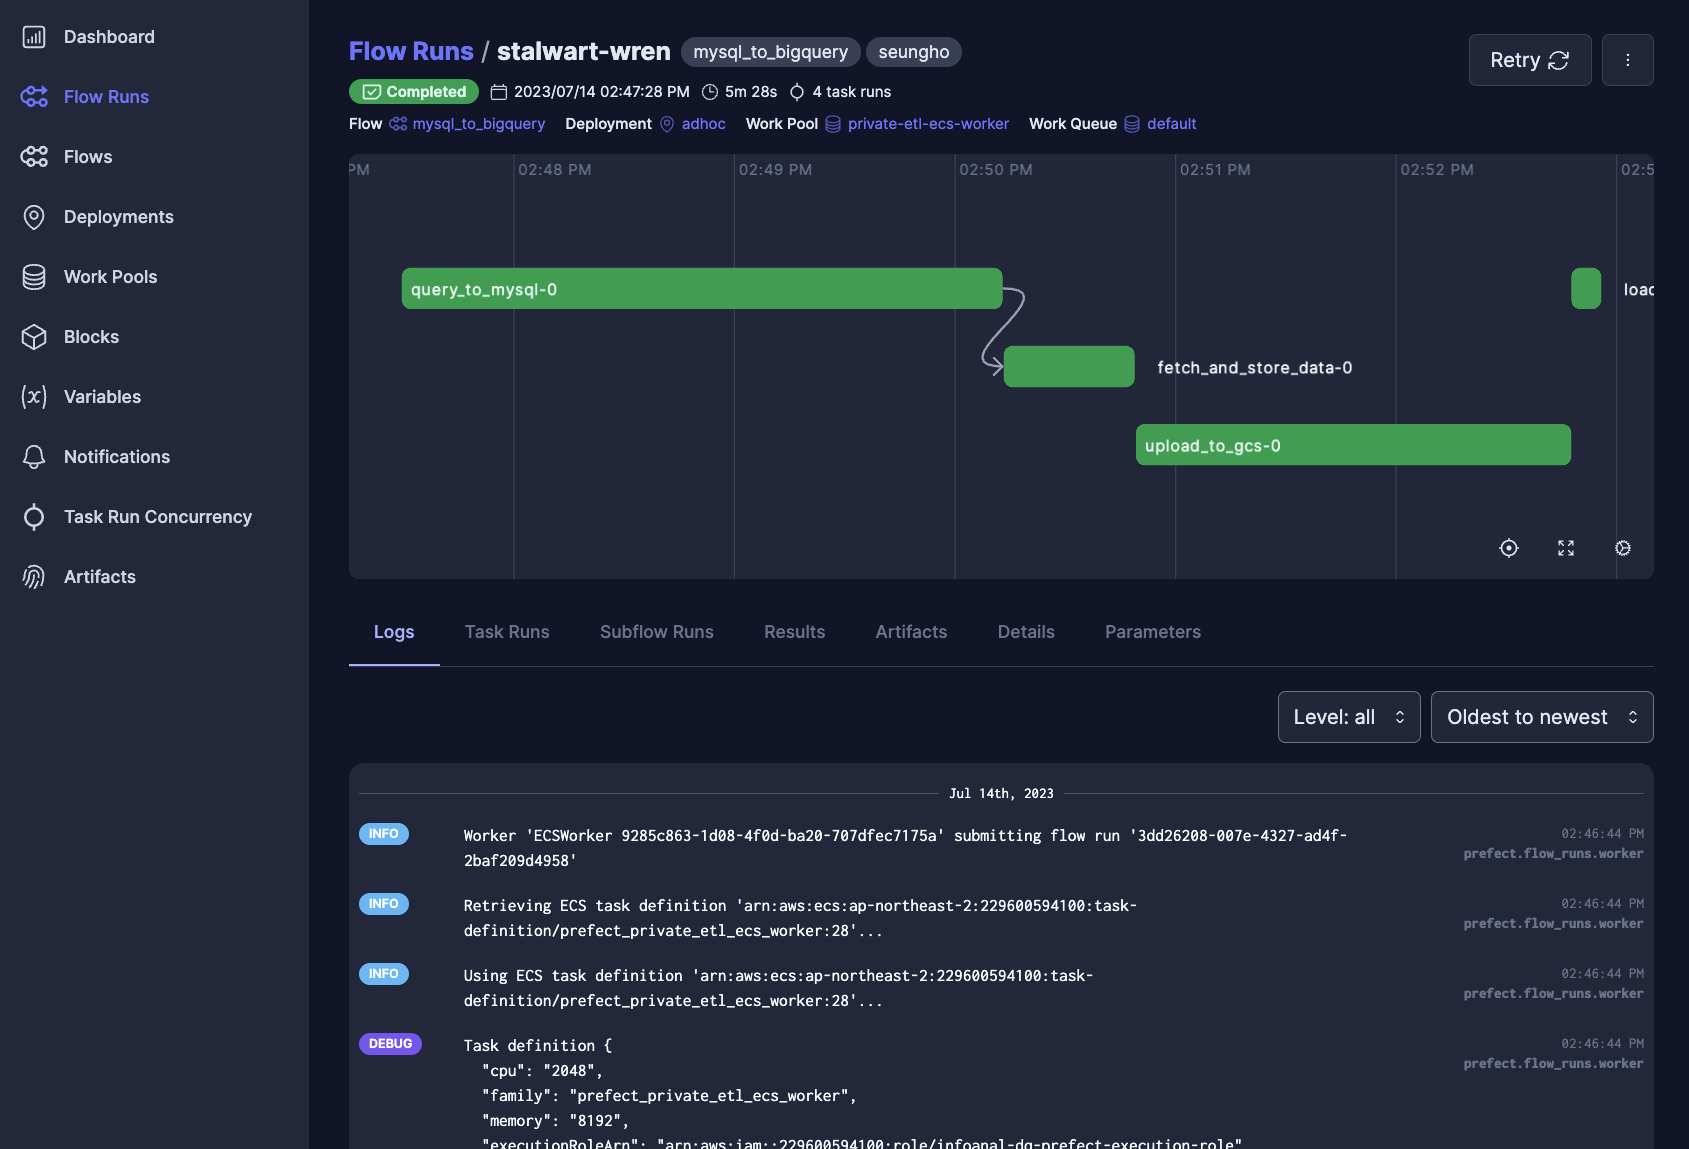 Dashboard
Flow Runs
Flows
Deployments
Work Pools
Blocks
Variables
Notifications
Task Run Concurrency
Artifacts
Flow Runs / stalwart-wren mysql_to_bigquery seungho
Retry
Completed 2023/07/14 02:47:28 PM 5m 28s 4 task runs
Flow mysql_to_bigquery Deployment adhoc Work Pool private-etl-ecs-worker Work Queue default
PM 02:48 PM 02:49 PM 02:50 PM 02:51 PM 02:52 PM 02:5
query_to_mysql-0
load
fetch_and_store_data-0
upload_to_gcs-0
Logs Task Runs Subflow Runs Results Artifacts Details Parameters
Level: all Oldest to newest
Jul 14th, 2023
INFO Worker 'ECSWorker 9285c863-1d08-4f0d-ba20-707dfec7175a' submitting flow run '3dd26208-007e-4327-ad4f- 02:46:44 PM
2baf209d4958' prefect.flow_runs.worker
INFO Retrieving ECS task definition 'arn:aws:ecs:ap-northeast-2:229600594100:task- 02:46:44 PM
definition/prefect_private_etl_ecs_worker:28'... prefect.flow_runs.worker
INFO Using ECS task definition 'arn:aws:ecs:ap-northeast-2:229600594100:task- 02:46:44 PM
definition/prefect_private_etl_ecs_worker:28'... prefect.flow_runs.worker
DEBUG Task definition { 02:46:44 PM
"cpu": "2048", prefect.flow_runs.worker
"family": "prefect_private_etl_ecs_worker",
"memory": "8192",
"executionRoleArn": "arn:aws:iam::229600594100:role/infoanal-dq-prefect-execution-role"